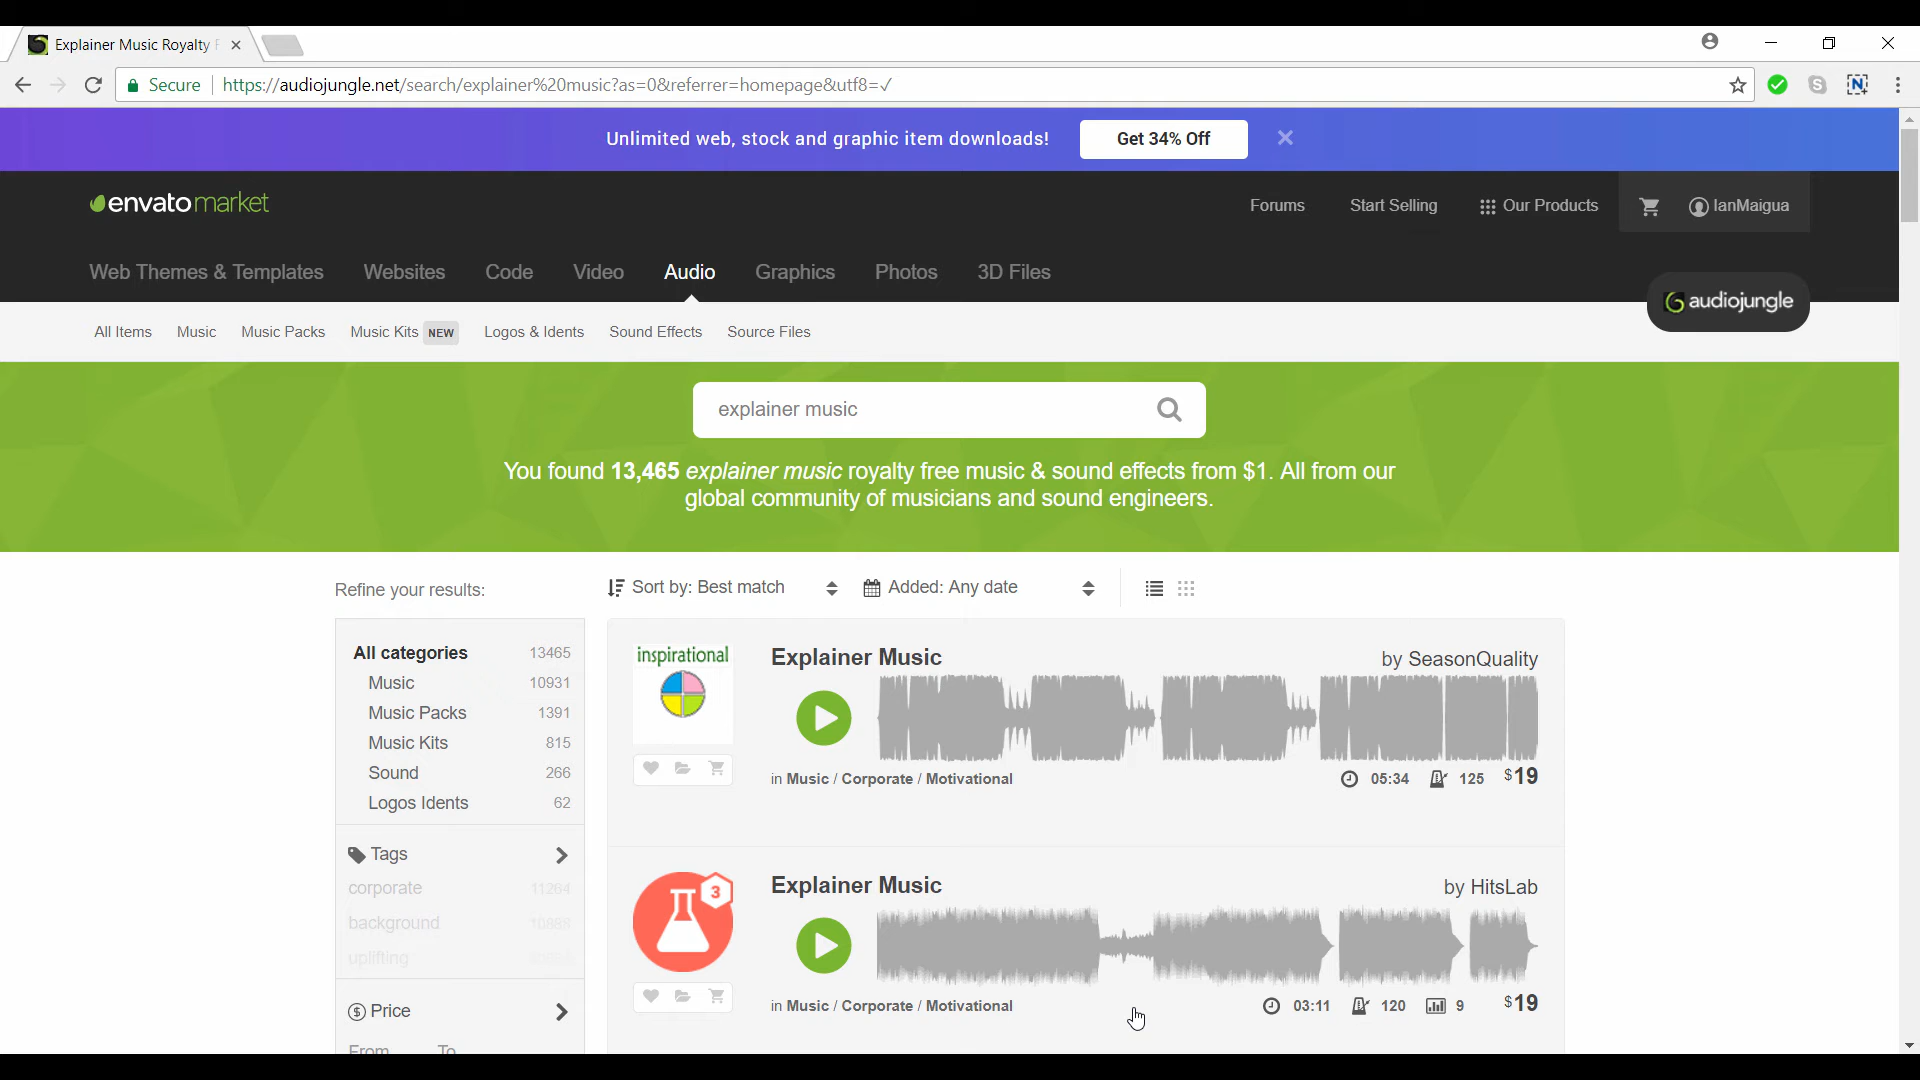 Explainer Music Royalty F
Secure https://audiojungle.net/search/explainer%20music?as=0&referrer=homepage&utf8=✓
Unlimited web, stock and graphic item downloads! Get 34% Off
envatomarket
Forums Start Selling Our Products IanMaigua
Web Themes & Templates Websites Code Video Audio Graphics Photos 3D Files
audiojungle
All Items Music Music Packs Music Kits NEW Logos & Idents Sound Effects Source Files
explainer music
You found 13,465 explainer music royalty free music & sound effects from $1. All from our
global community of musicians and sound engineers.
Refine your results:
Sort by: Best match Added: Any date
All categories 13465
Music 10931
Music Packs 1391
Music Kits 815
Sound 266
Logos Idents 62
Tags
corporate 11264
background
uplifting
$ Price
From To
inspirational
Explainer Music by SeasonQuality
in Music / Corporate / Motivational 05:34 125 $19
3
Explainer Music by HitsLab
in Music / Corporate / Motivational 03:11 120 9 $19